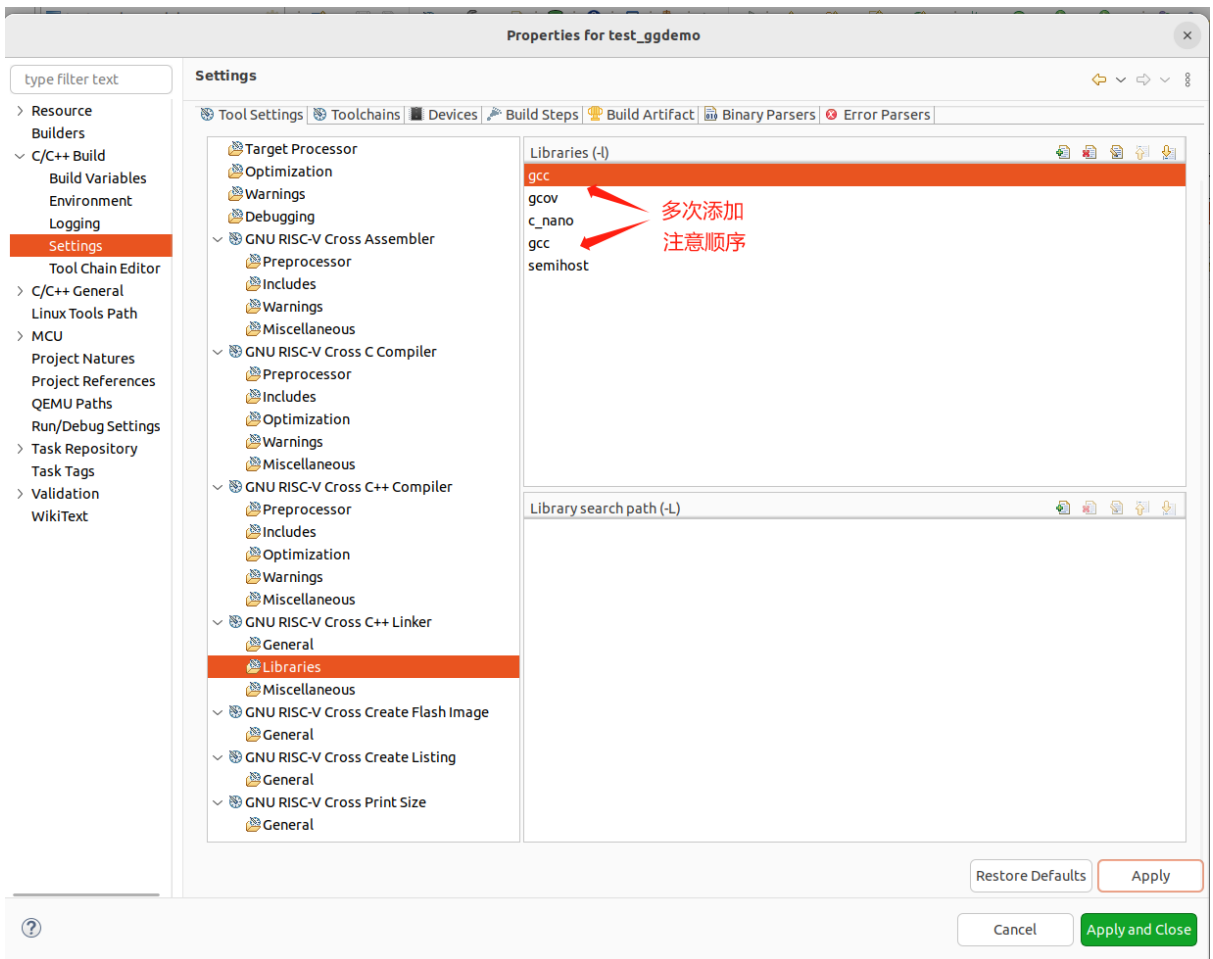 Properties for test_ggdemo
type filter text
Resource
Builders
C/C++ Build
Build Variables
Environment
Logging
Settings
Tool Chain Editor
C/C++ General
Linux Tools Path
MCU
Project Natures
Project References
QEMU Paths
Run/Debug Settings
Task Repository
Task Tags
Validation
WikiText
Settings
Tool Settings Toolchains Devices Build Steps Build Artifact Binary Parsers Error Parsers
Target Processor
Optimization
Warnings
Debugging
GNU RISC-V Cross Assembler
Preprocessor
Includes
Warnings
Miscellaneous
GNU RISC-V Cross C Compiler
Preprocessor
Includes
Optimization
Warnings
Miscellaneous
GNU RISC-V Cross C++ Compiler
Preprocessor
Includes
Optimization
Warnings
Miscellaneous
GNU RISC-V Cross C++ Linker
General
Libraries
Miscellaneous
GNU RISC-V Cross Create Flash Image
General
GNU RISC-V Cross Create Listing
General
GNU RISC-V Cross Print Size
General
Libraries (-l)
gcc
gcov
c_nano
gcc
semihost
多次添加
注意顺序
Library search path (-L)
Restore Defaults
Apply
Cancel
Apply and Close